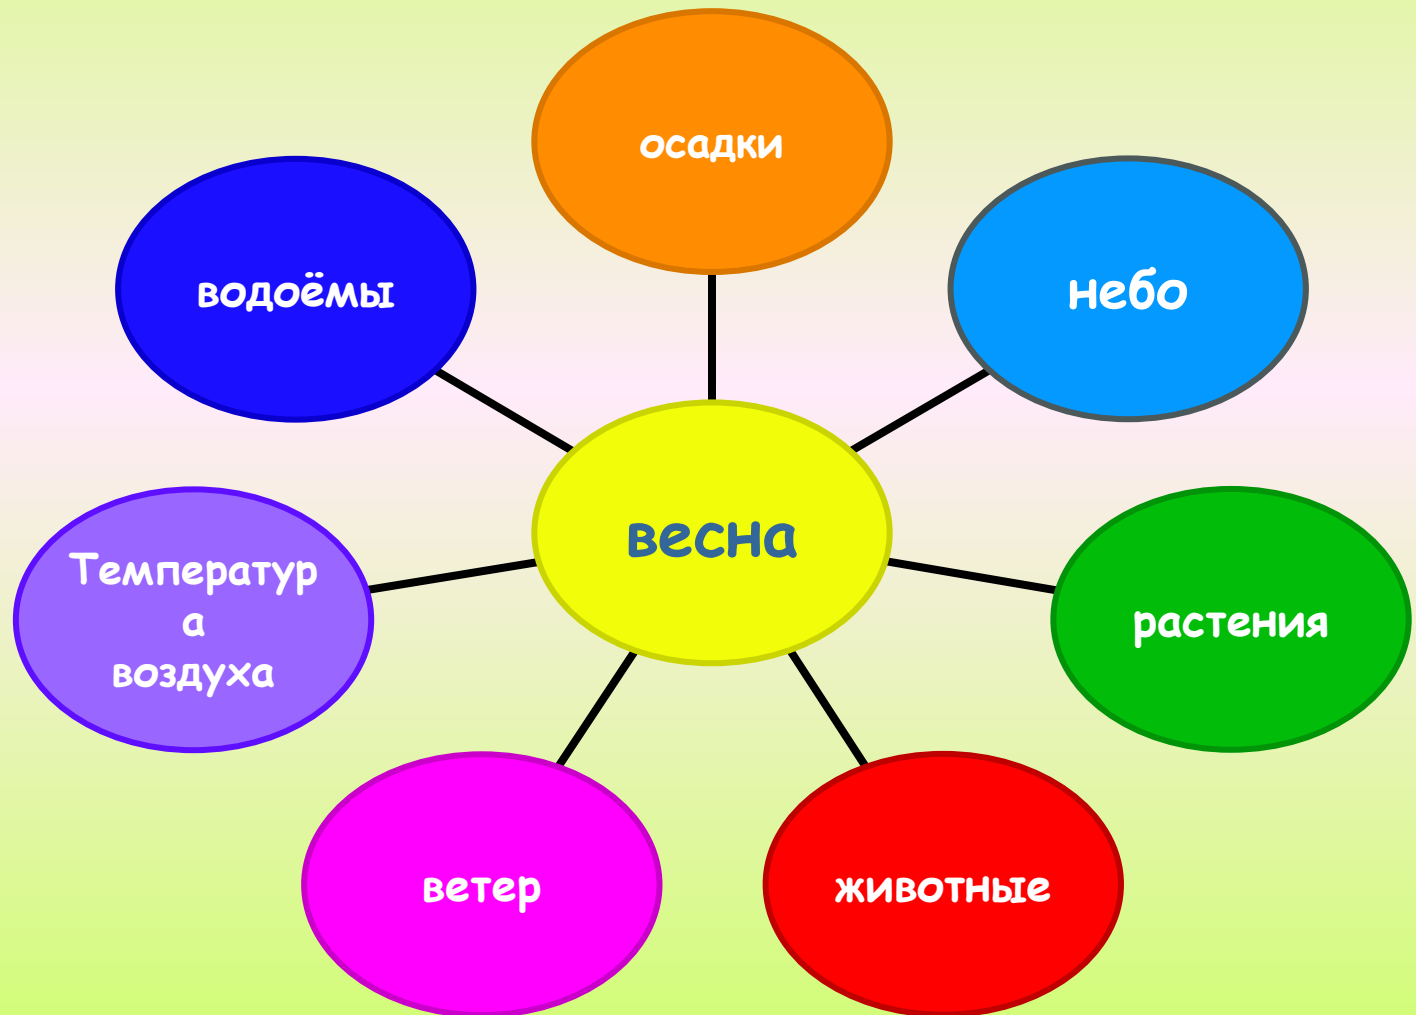 осадки
водоёмы
небо
весна
Температур
а
воздуха
растения
ветер
животные